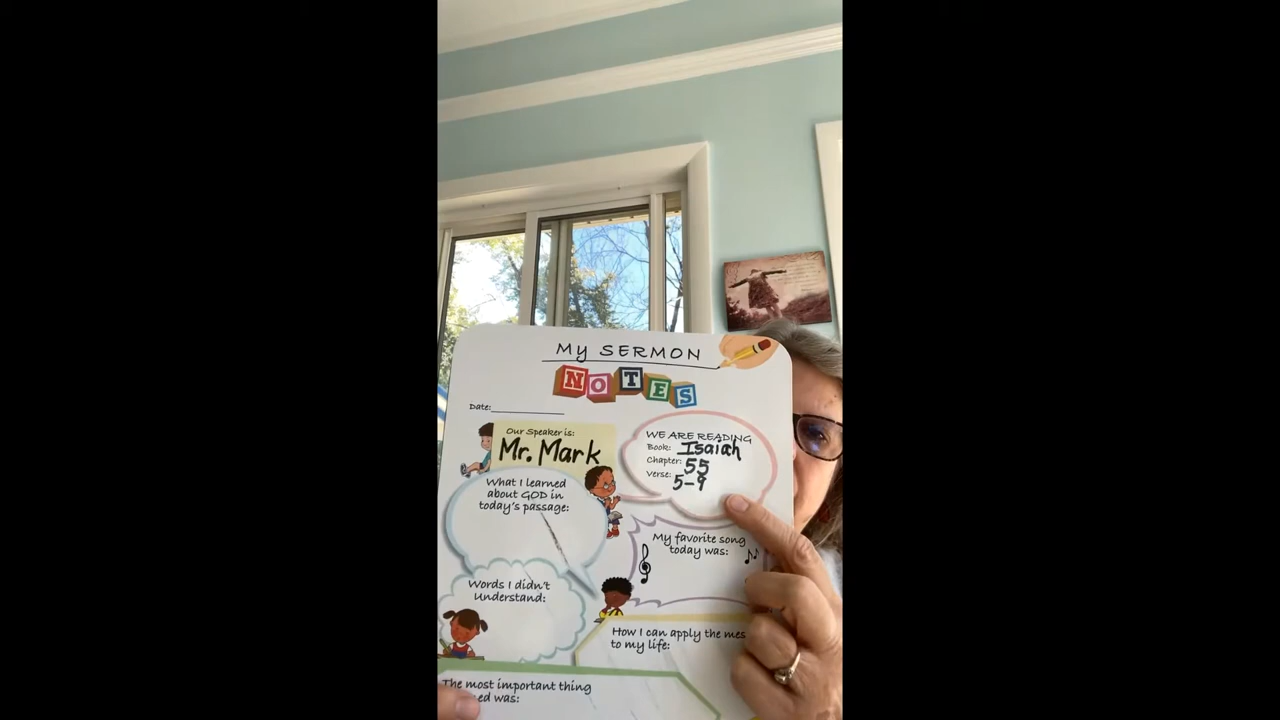 My SERMON
NOTES
Date:
Our Speaker is:
Mr. Mark
WE ARE READING
Book: Isaiah
Chapter: 55
Verse: 5-9
What I learned
about GOD in
today's passage:
My favorite song
today was:
Words I didn't
Understand:
How I can apply the mes
to my life:
The most important thing
ed was: